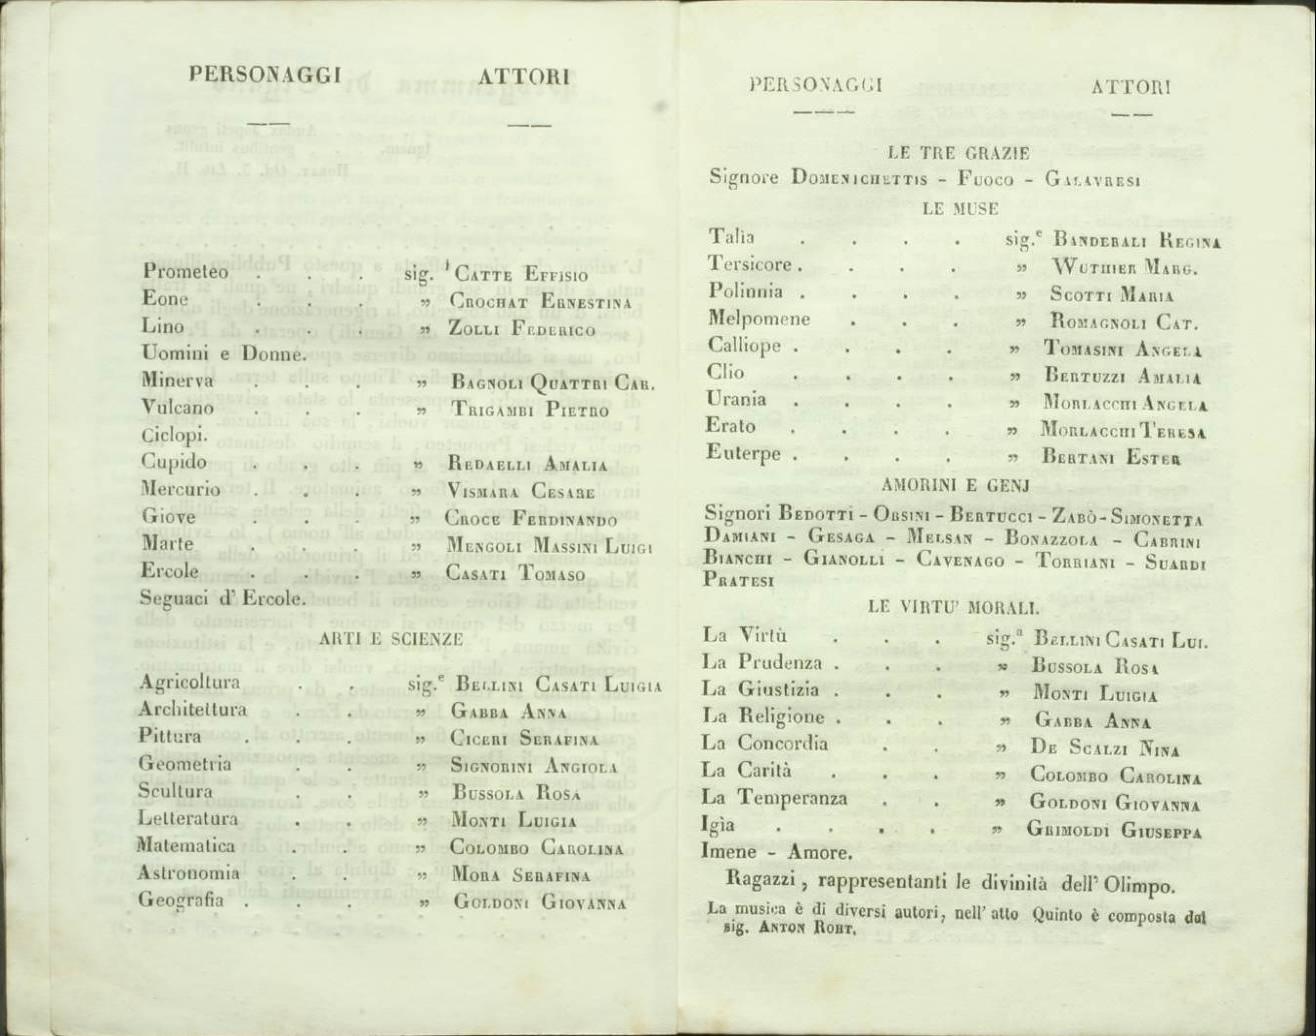 PERSONAGGI ATTORI
Prometeo . . . sig. Catte Effisio
Eone . . . „ Crochat Ernestina
Lino . . . „ Zolli Federico
Uomini e Donne.
Minerva . . . „ Bagnoli Quattri Car.
Vulcano . . . „ Trigambi Pietro
Ciclopi.
Cupido . . . „ Redaelli Amalia
Mercurio . . . „ Vismara Cesare
Giove . . . „ Croce Ferdinando
Marte . . . „ Mengoli Massini Luigi
Ercole . . . „ Casati Tomaso
Seguaci d' Ercole.
ARTI E SCIENZE
Agricoltura . . sig.e Bellini Casati Luigia
Architettura . . „ Gabba Anna
Pittura . . . „ Ciceri Serafina
Geometria . . „ Signorini Angiola
Scultura . . „ Bussola Rosa
Letteratura . . „ Monti Luigia
Matematica . . „ Colombo Carolina
Astronomia . . „ Mora Serafina
Geografia . . . „ Goldoni Giovanna
PERSONAGGI ATTORI
LE TRE GRAZIE
Signore Domenichettis - Fuoco - Galavresi
LE MUSE
Talìa . . . . sig.e Banderali Regina
Tersicore . . . . „ Wuthier Marg.
Polinnia . . . . „ Scotti Maria
Melpomene . . . „ Romagnoli Cat.
Calliope . . . . „ Tomasini Angela
Clio . . . . „ Bertuzzi Amalia
Urania . . . . „ Morlacchi Angela
Erato . . . . „ Morlacchi Teresa
Euterpe . . . . „ Bertani Ester
AMORINI E GENJ
Signori Bedotti - Orsini - Bertucci - Zabò - Simonetta
Damiani - Gesaga - Melsan - Bonazzola - Cabrini
Bianchi - Gianolli - Cavenago - Torriani - Suardi
Pratesi
LE VIRTU' MORALI.
La Virtù . . . sig.a Bellini Casati Lui.
La Prudenza . . . „ Bussola Rosa
La Giustizia . . . „ Monti Luigia
La Religione . . . „ Gabba Anna
La Concordia . . „ De Scalzi Nina
La Carità . . . „ Colombo Carolina
La Temperanza . . „ Goldoni Giovanna
Igìa . . . . „ Grimoldi Giuseppa
Imene - Amore.
Ragazzi, rappresentanti le divinità dell' Olimpo.
La musica è di diversi autori, nell' atto Quinto è composta dal
sig. Anton Robt.